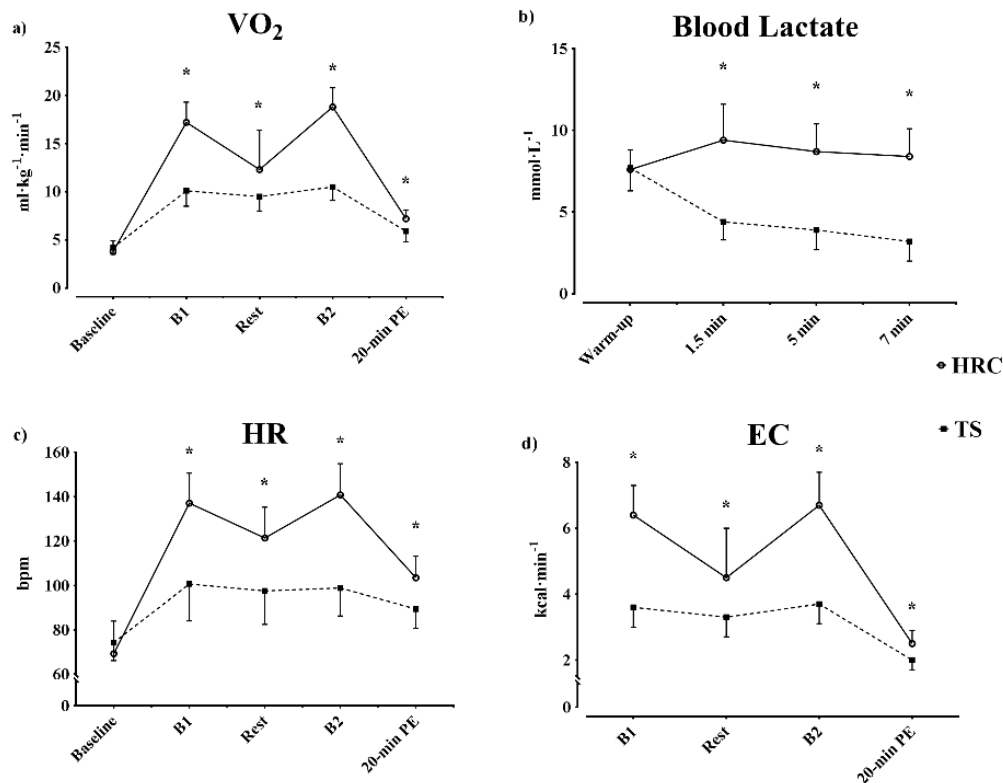 a)
VO₂
25
20
15
10
5
0
ml·kg⁻¹·min⁻¹
*
*
*
*
Baseline
B1
Rest
B2
20-min PE
b)
Blood Lactate
15
10
5
0
mmol·L⁻¹
*
*
*
Warm-up
1.5 min
5 min
7 min
HRC
TS
c)
HR
160
140
120
100
80
60
0
bpm
*
*
*
*
Baseline
B1
Rest
B2
20-min PE
d)
EC
8
6
4
2
0
kcal·min⁻¹
*
*
*
*
B1
Rest
B2
20-min PE